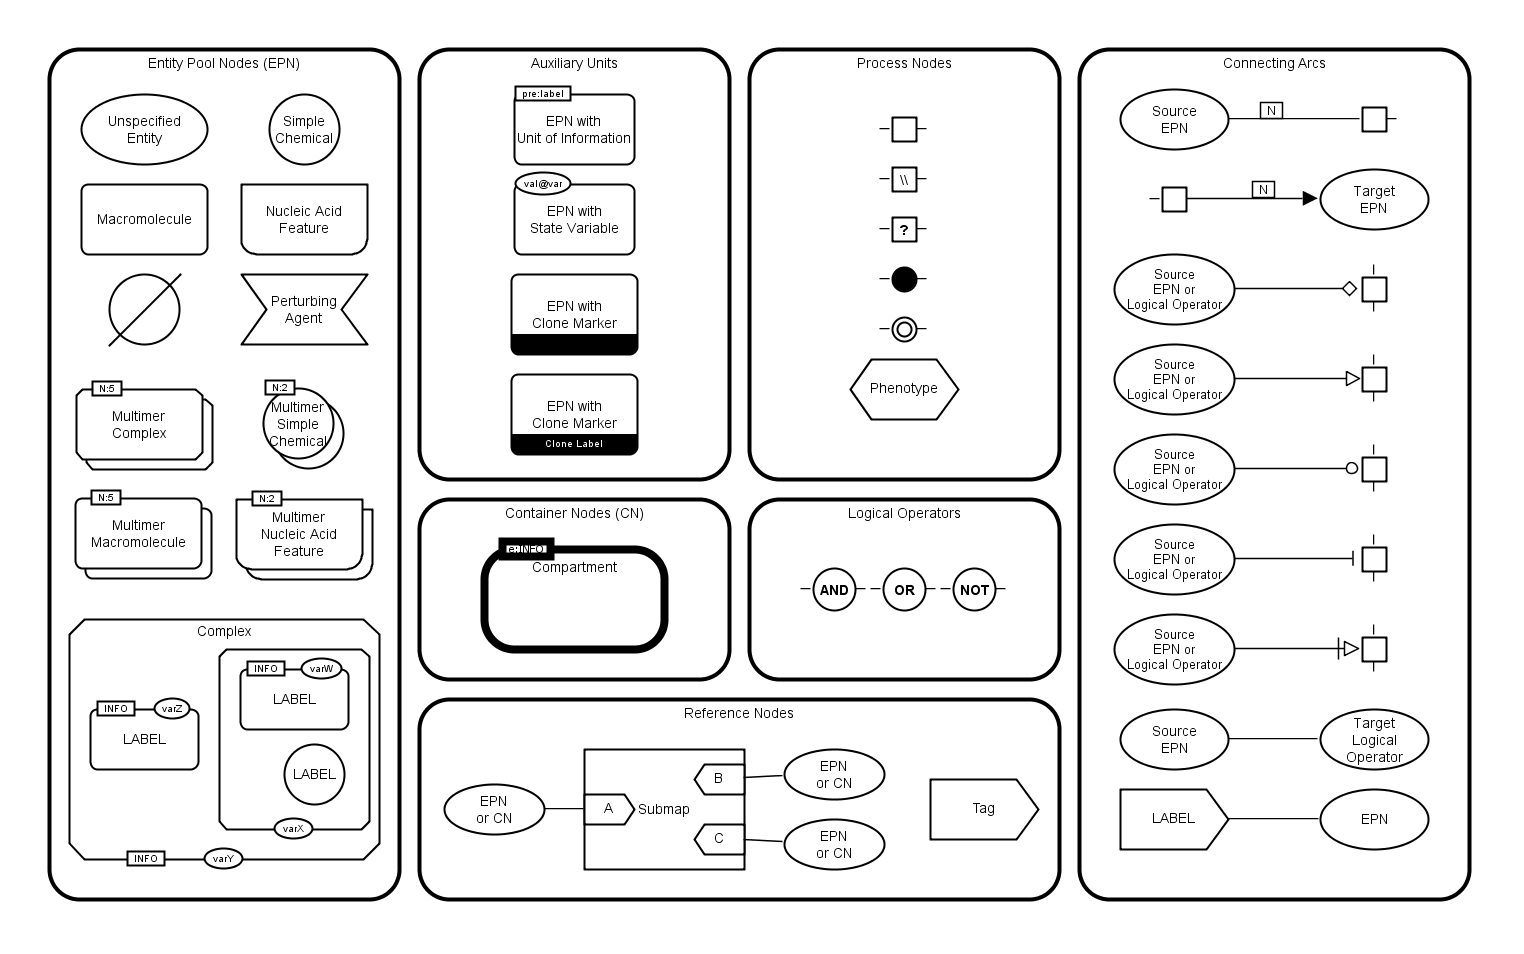 Entity Pool Nodes (EPN)
Unspecified
Entity
Simple
Chemical
Macromolecule
Nucleic Acid
Feature
Perturbing
Agent
N:5
Multimer
Complex
N:2
Multimer
Simple
Chemical
N:5
Multimer
Macromolecule
N:2
Multimer
Nucleic Acid
Feature
Complex
INFO
varZ
LABEL
INFO
varW
LABEL
LABEL
varX
INFO
varY
Auxiliary Units
pre:label
EPN with
Unit of Information
val@var
EPN with
State Variable
EPN with
Clone Marker
EPN with
Clone Marker
Clone Label
Process Nodes
\\
?
Phenotype
Container Nodes (CN)
e:INFO
Compartment
Logical Operators
AND
OR
NOT
Reference Nodes
EPN
or CN
A
Submap
B
C
EPN
or CN
EPN
or CN
Tag
Connecting Arcs
Source
EPN
N
N
Target
EPN
Source
EPN or
Logical Operator
Source
EPN or
Logical Operator
Source
EPN or
Logical Operator
Source
EPN or
Logical Operator
Source
EPN or
Logical Operator
Source
EPN
Target
Logical
Operator
LABEL
EPN